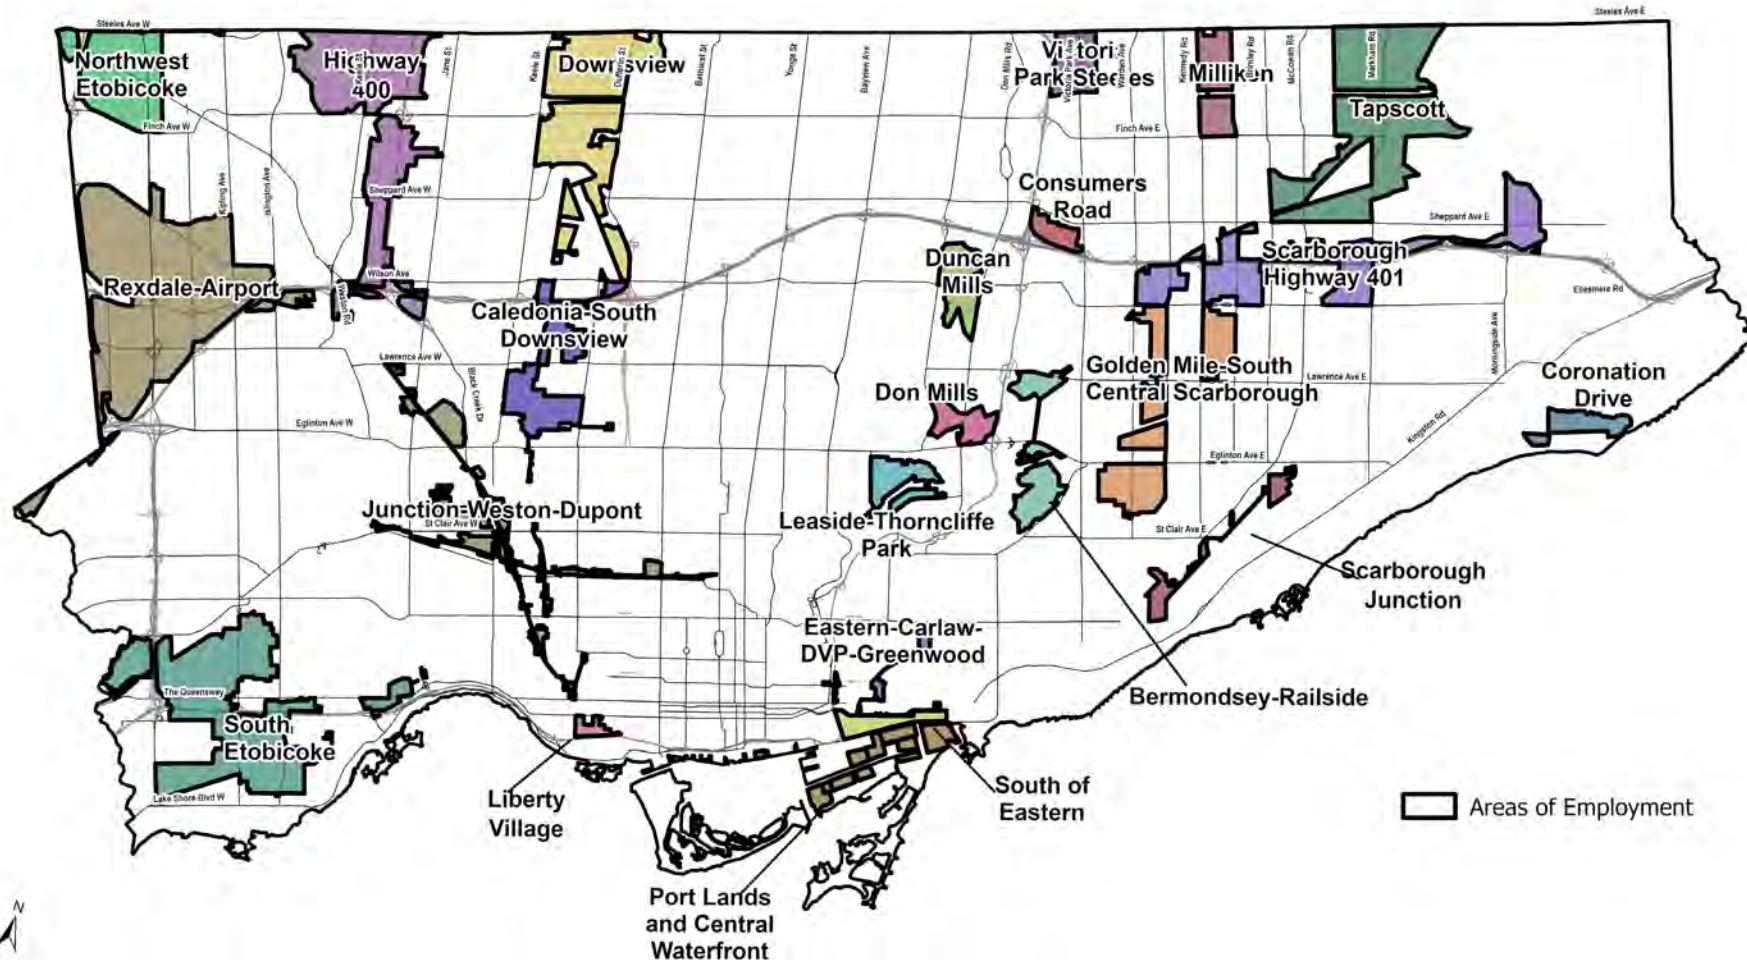 Steeles Ave W
Steeles Ave E
Northwest
Etobicoke
Highway
400
Downsview
Jane St
Keele St
Dufferin St
Bathurst St
Yonge St
Bayview Ave
Don Mills Rd
Victoria Park Ave
Warden Ave
Kennedy Rd
Brimley Rd
McCowan Rd
Markham Rd
Park-Steeles
Milliken
Tapscott
Finch Ave W
Finch Ave E
Kipling Ave
Islington Ave
Sheppard Ave W
Consumers
Road
Sheppard Ave E
Rexdale-Airport
Weston Rd
Wilson Ave
Duncan
Mills
Scarborough
Highway 401
Ellesmere Rd
Caledonia-South
Downsview
Lawrence Ave W
Black Creek Dr
Golden Mile-South
Central Scarborough
Lawrence Ave E
Morningside Ave
Coronation
Drive
Don Mills
Eglinton Ave W
Kingston Rd
Eglinton Ave E
Junction-Weston-Dupont
St Clair Ave W
Leaside-Thorncliffe
Park
St Clair Ave E
Scarborough
Junction
Eastern-Carlaw-
DVP-Greenwood
Bermondsey-Railside
The Queensway
South
Etobicoke
Lake Shore Blvd W
Liberty
Village
South of
Eastern
Areas of Employment
Port Lands
and Central
Waterfront
N